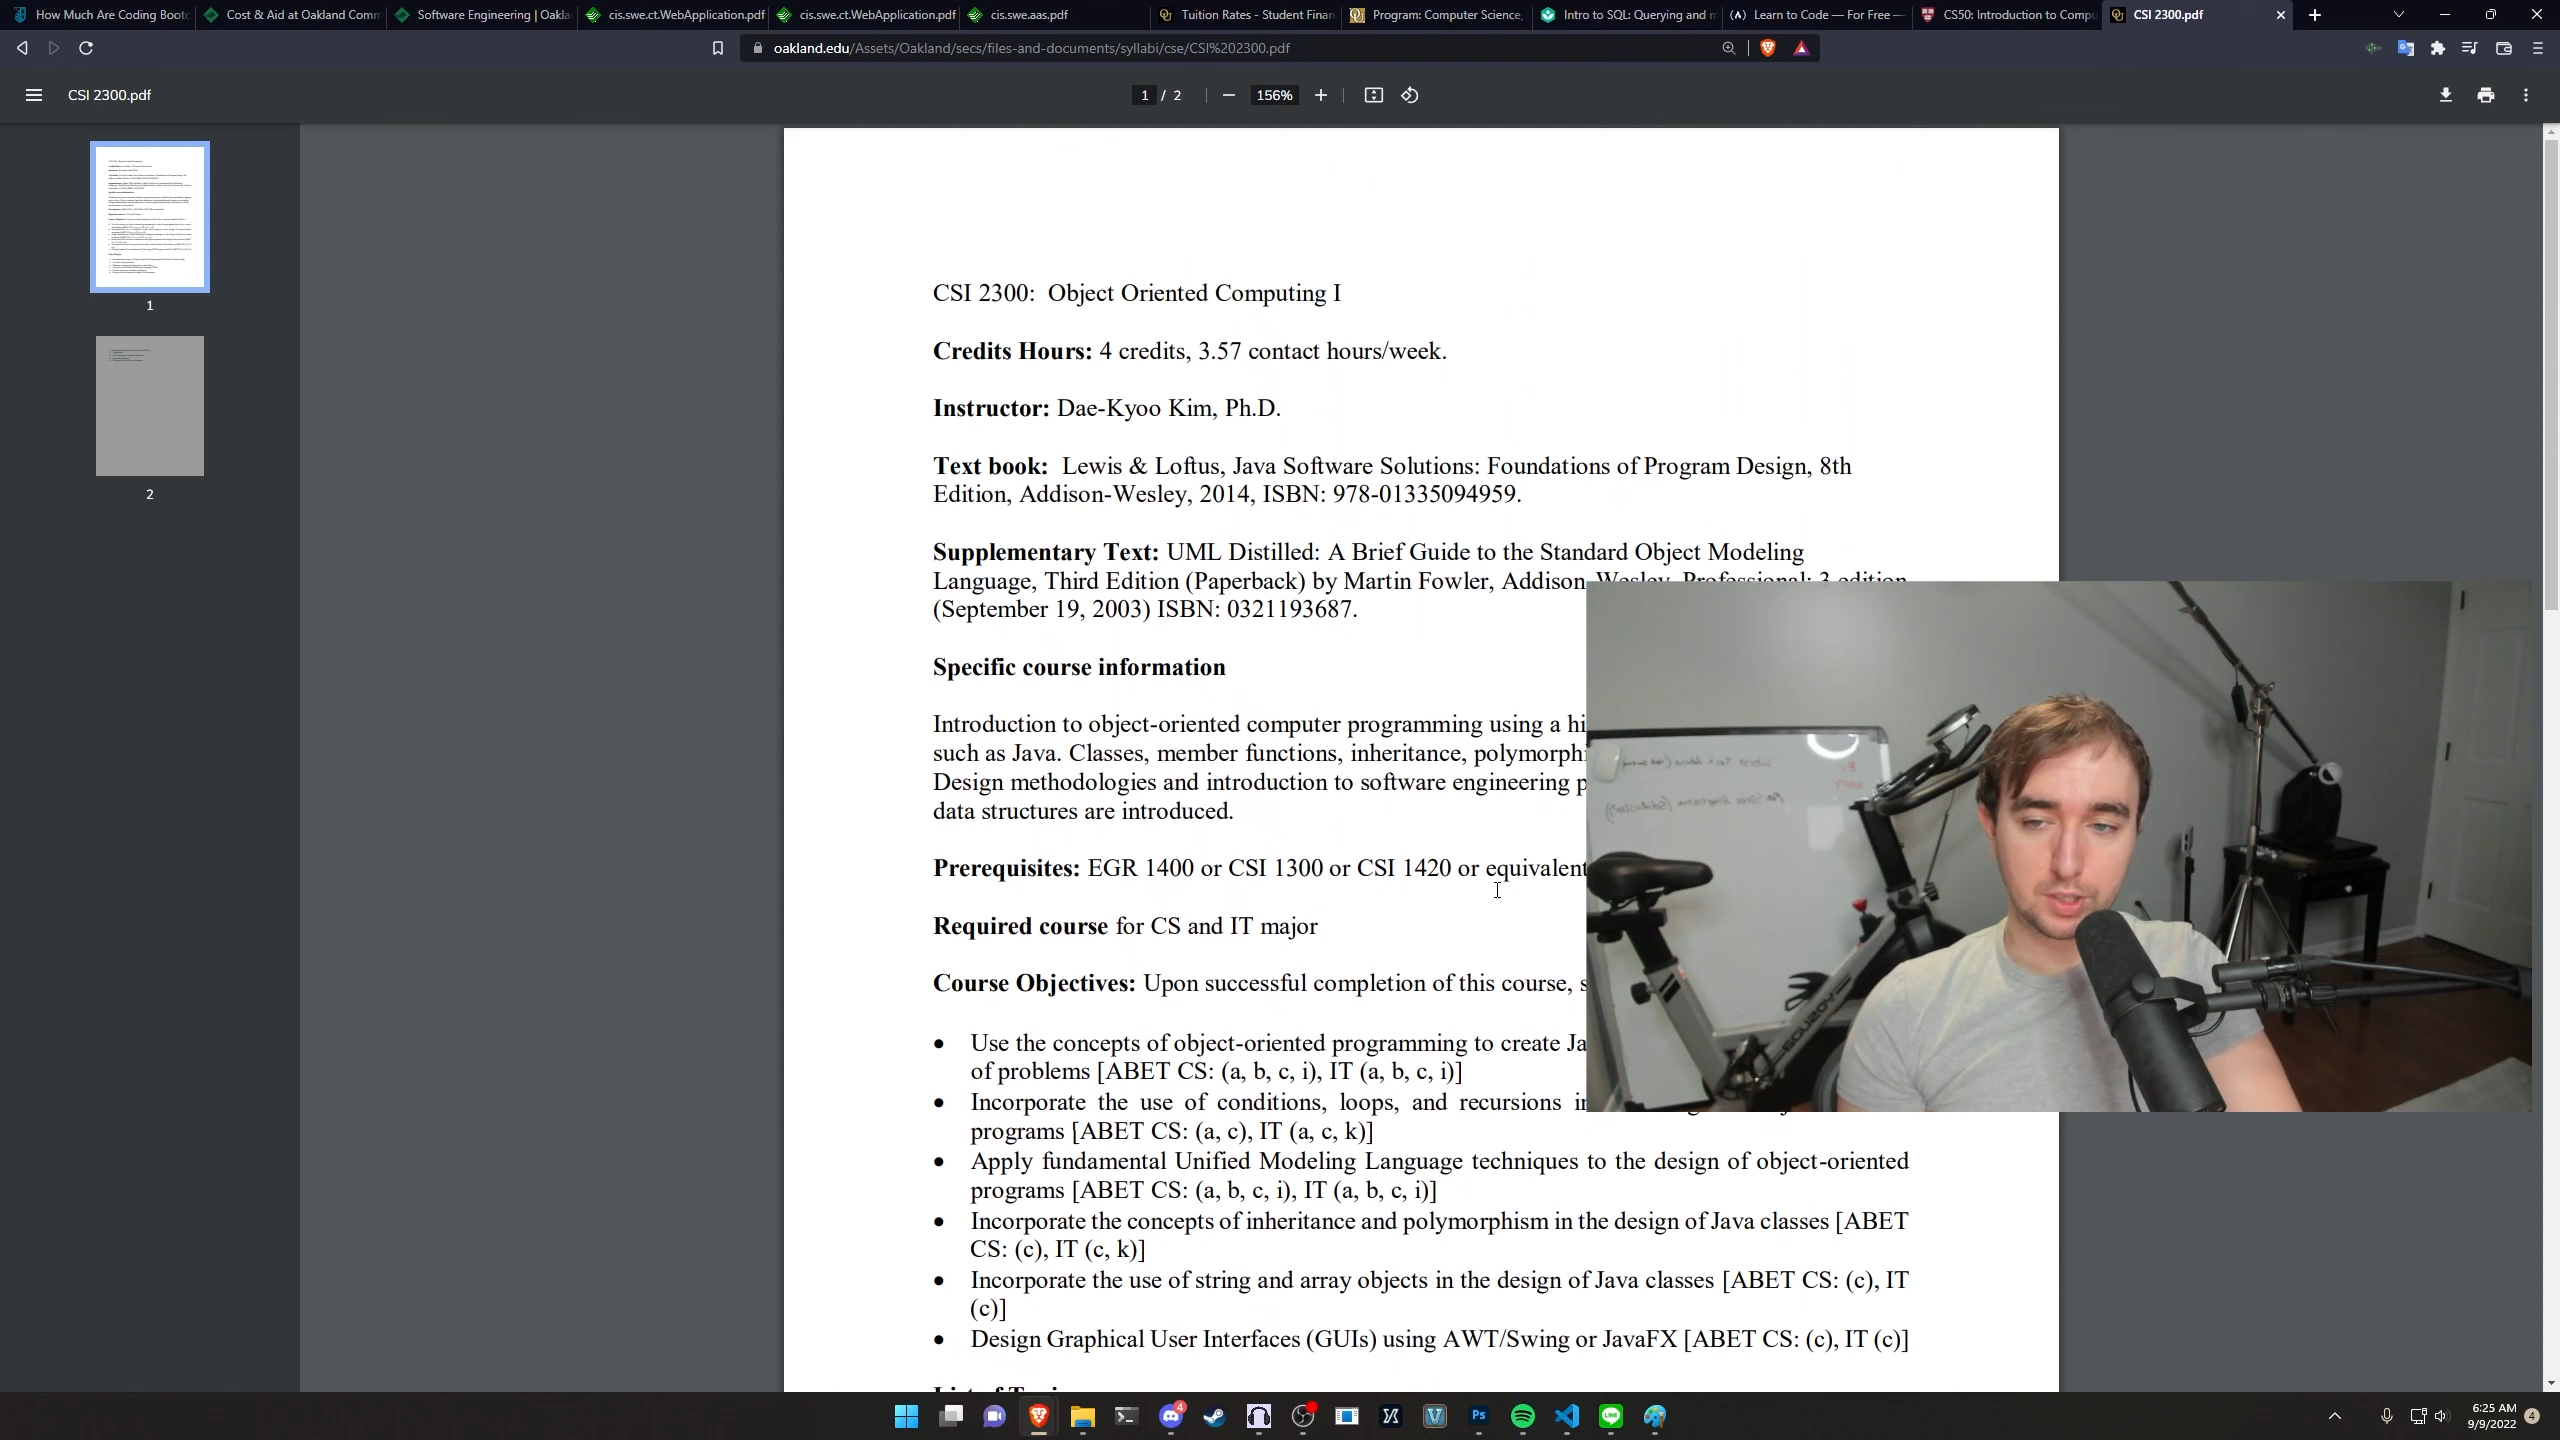 How Much Are Coding Bootc
Cost & Aid at Oakland Comm
Software Engineering | Oakla
cis.swe.ct.WebApplication.pdf
cis.swe.ct.WebApplication.pdf
cis.swe.aas.pdf
Tuition Rates - Student Finan
Program: Computer Science,
Intro to SQL: Querying and m
Learn to Code — For Free —
CS50: Introduction to Compu
CSI 2300.pdf
oakland.edu/Assets/Oakland/secs/files-and-documents/syllabi/cse/CSI%202300.pdf
CSI 2300.pdf
1 / 2
156%
1
2
CSI 2300: Object Oriented Computing I
Credits Hours: 4 credits, 3.57 contact hours/week.
Instructor: Dae-Kyoo Kim, Ph.D.
Text book: Lewis & Loftus, Java Software Solutions: Foundations of Program Design, 8th
Edition, Addison-Wesley, 2014, ISBN: 978-01335094959.
Supplementary Text: UML Distilled: A Brief Guide to the Standard Object Modeling
Language, Third Edition (Paperback) by Martin Fowler, Addison-Wesley Professional; 3 edition
(September 19, 2003) ISBN: 0321193687.
Specific course information
Introduction to object-oriented computer programming using a hi
such as Java. Classes, member functions, inheritance, polymorphi
Design methodologies and introduction to software engineering p
data structures are introduced.
Prerequisites: EGR 1400 or CSI 1300 or CSI 1420 or equivalent
Required course for CS and IT major
Course Objectives: Upon successful completion of this course, s
• Use the concepts of object-oriented programming to create Ja
of problems [ABET CS: (a, b, c, i), IT (a, b, c, i)]
• Incorporate the use of conditions, loops, and recursions in
programs [ABET CS: (a, c), IT (a, c, k)]
• Apply fundamental Unified Modeling Language techniques to the design of object-oriented
programs [ABET CS: (a, b, c, i), IT (a, b, c, i)]
• Incorporate the concepts of inheritance and polymorphism in the design of Java classes [ABET
CS: (c), IT (c, k)]
• Incorporate the use of string and array objects in the design of Java classes [ABET CS: (c), IT
(c)]
• Design Graphical User Interfaces (GUIs) using AWT/Swing or JavaFX [ABET CS: (c), IT (c)]
4
Ps
LINE
6:25 AM
9/9/2022
4